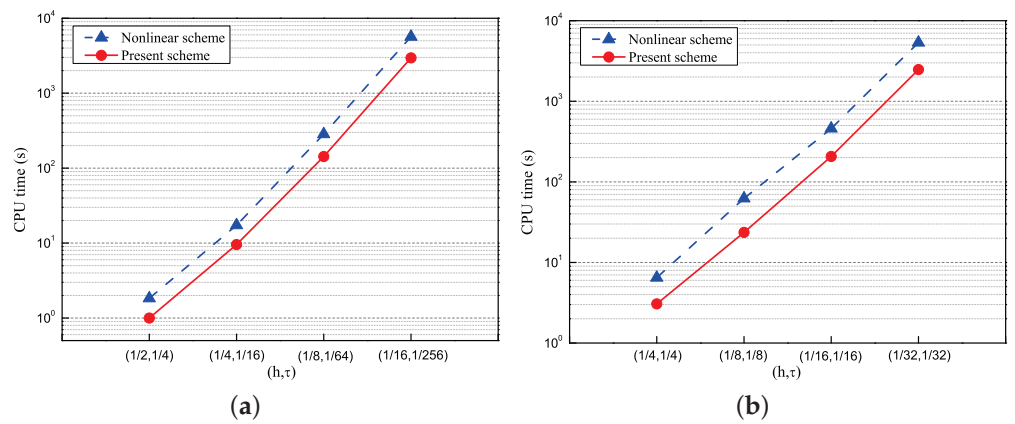 10⁴
10³
10²
10¹
10⁰
CPU time (s)
Nonlinear scheme
Present scheme
(1/2,1/4) (1/4,1/16) (1/8,1/64) (1/16,1/256)
(h,τ)
(a)
10⁴
10³
10²
10¹
10⁰
CPU time (s)
Nonlinear scheme
Present scheme
(1/4,1/4) (1/8,1/8) (1/16,1/16) (1/32,1/32)
(h,τ)
(b)